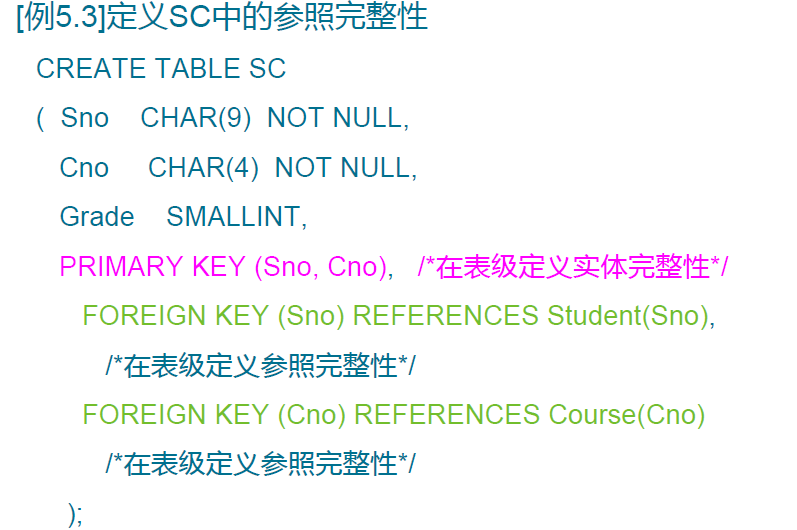 [例5.3]定义SC中的参照完整性
CREATE TABLE SC
( Sno CHAR(9) NOT NULL,
Cno CHAR(4) NOT NULL,
Grade SMALLINT,
PRIMARY KEY (Sno, Cno), /*在表级定义实体完整性*/
FOREIGN KEY (Sno) REFERENCES Student(Sno),
/*在表级定义参照完整性*/
FOREIGN KEY (Cno) REFERENCES Course(Cno)
/*在表级定义参照完整性*/
);